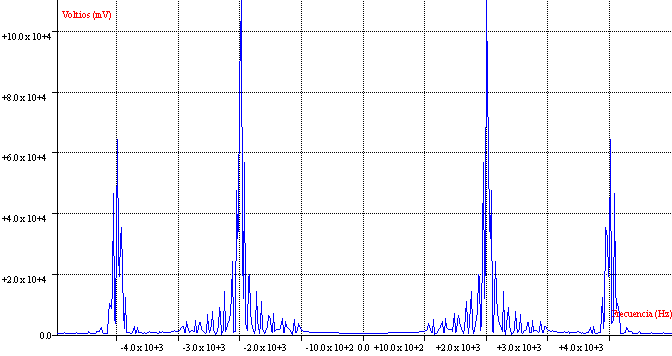 Voltios (mV)
+10.0 x 10+4
+8.0 x 10+4
+6.0 x 10+4
+4.0 x 10+4
+2.0 x 10+4
Frecuencia (Hz)
0.0
-4.0 x 10+3 -3.0 x 10+3 -2.0 x 10+3 -10.0 x 10+2 0.0 +10.0 x 10+2 +2.0 x 10+3 +3.0 x 10+3 +4.0 x 10+3